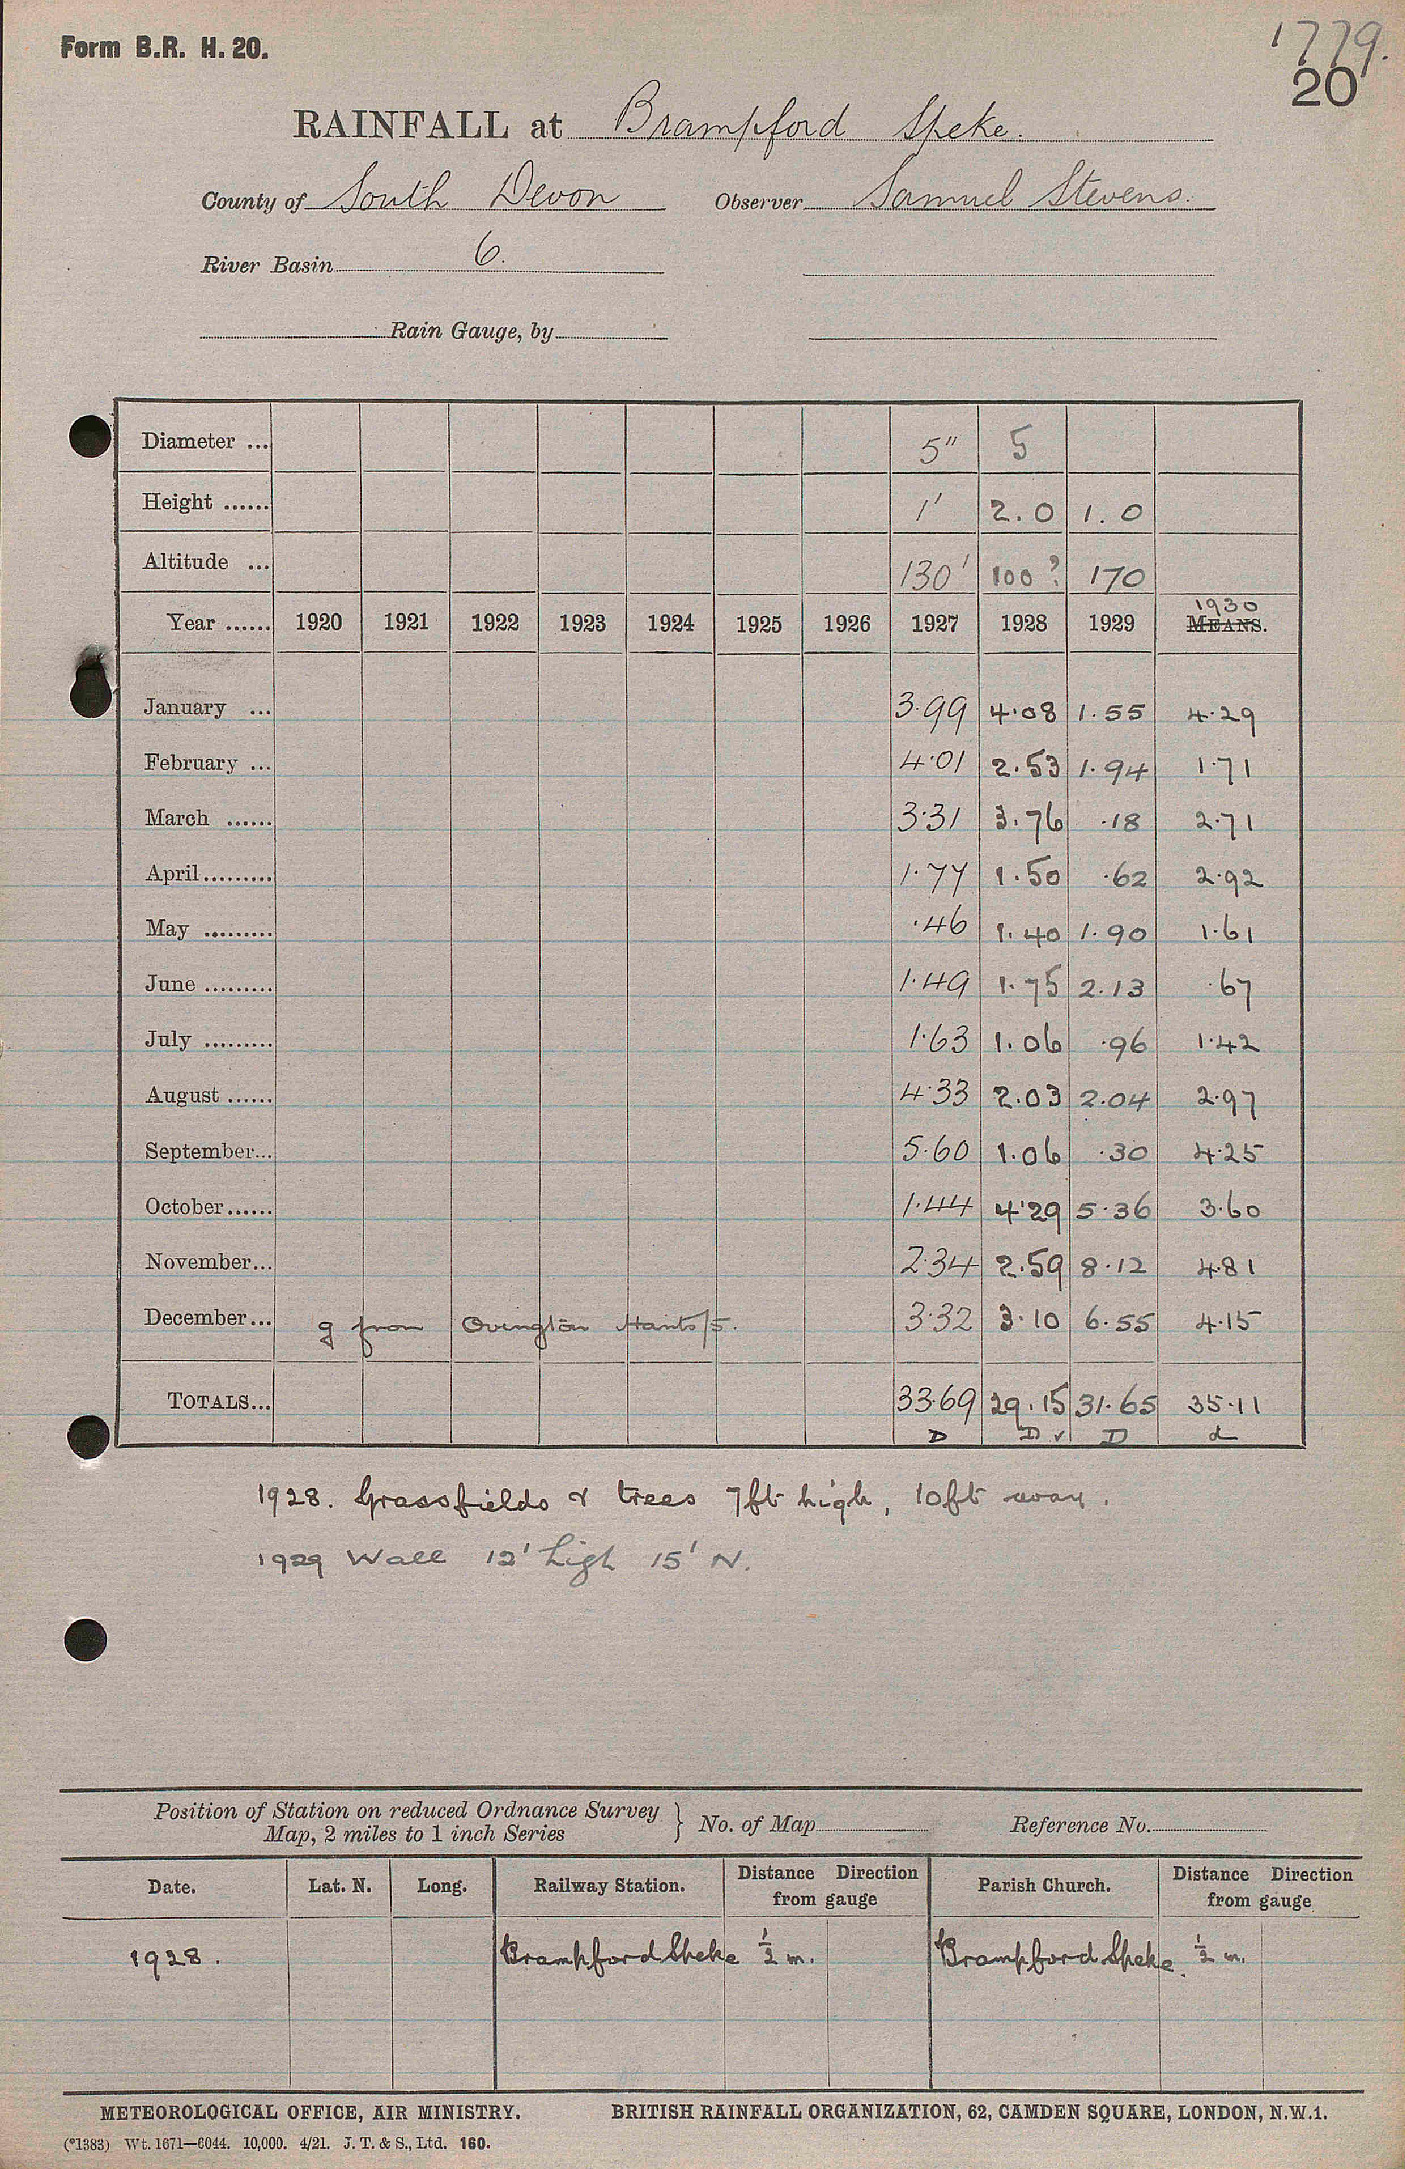 Form B.R. H. 20.
1779.
20
RAINFALL at Brampford Speke.
County of South Devon Observer Samuel Stevens.
River Basin 6.
Rain Gauge, by
Diameter ... 5" 5
Height ...... 1' 2.0 1.0
Altitude ... 130' 100? 170
1930
Year ...... 1920 1921 1922 1923 1924 1925 1926 1927 1928 1929 MEANS.
January ... 3.99 4.08 1.55 4.29
February ... 4.01 2.53 1.94 1.71
March ...... 3.31 3.76 .18 2.71
April ......... 1.77 1.50 .62 2.92
May ......... .46 1.40 1.90 1.61
June ......... 1.49 1.75 2.13 .67
July ......... 1.63 1.06 .96 1.42
August ...... 4.33 2.03 2.04 2.97
September... 5.60 1.06 .30 4.25
October...... 1.44 4.29 5.36 3.60
November... 2.34 2.59 8.12 4.81
December... g from Ovington Hants/5. 3.32 3.10 6.55 4.15
TOTALS... 33.69 29.15 31.65 35.11
D D v D d
1928. Grassfields & trees 7ft high, 10ft away.
1929 Wall 12' high 15' N.
Position of Station on reduced Ordnance Survey
Map, 2 miles to 1 inch Series } No. of Map Reference No.
Date. Lat. N. Long. Railway Station. Distance Direction from gauge Parish Church. Distance Direction from gauge
1928. Brampford Speke ½ m. Brampford Speke. ½ m.
METEOROLOGICAL OFFICE, AIR MINISTRY. BRITISH RAINFALL ORGANIZATION, 62, CAMDEN SQUARE, LONDON, N.W.1.
(*1383) Wt. 1671—6044. 10,000. 4/21. J. T. & S., Ltd. 160.